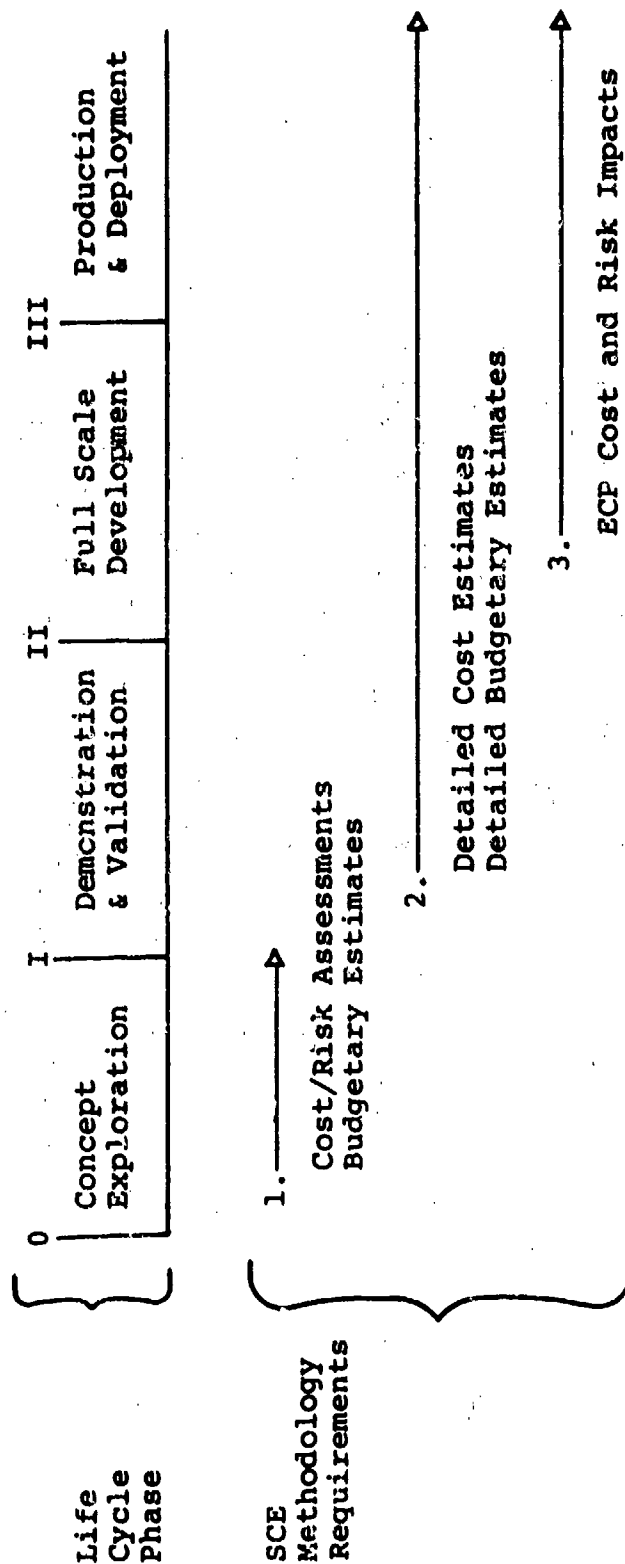 Life
Cycle
Phase
0
I
II
III
Concept
Exploration
Demonstration
& Validation
Full Scale
Development
Production
& Deployment
SCE
Methodology
Requirements
1.
Cost/Risk Assessments
Budgetary Estimates
2.
Detailed Cost Estimates
Detailed Budgetary Estimates
3.
ECP Cost and Risk Impacts